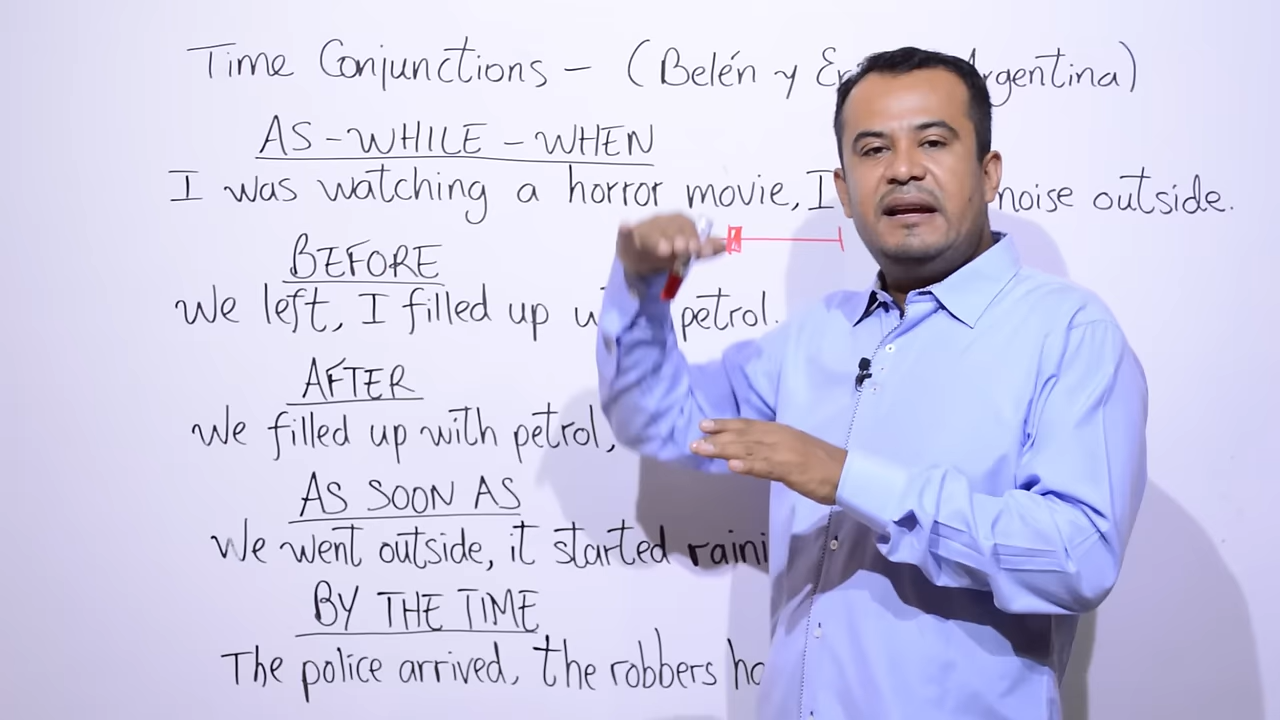 Time Conjunctions - (Belén y Argentina)
AS - WHILE - WHEN
I was watching a horror movie, I noise outside.
BEFORE
We left, I filled up petrol.
AFTER
We filled up with petrol,
AS SOON AS
We went outside, it started
BY THE TIME
The police arrived, the robbers